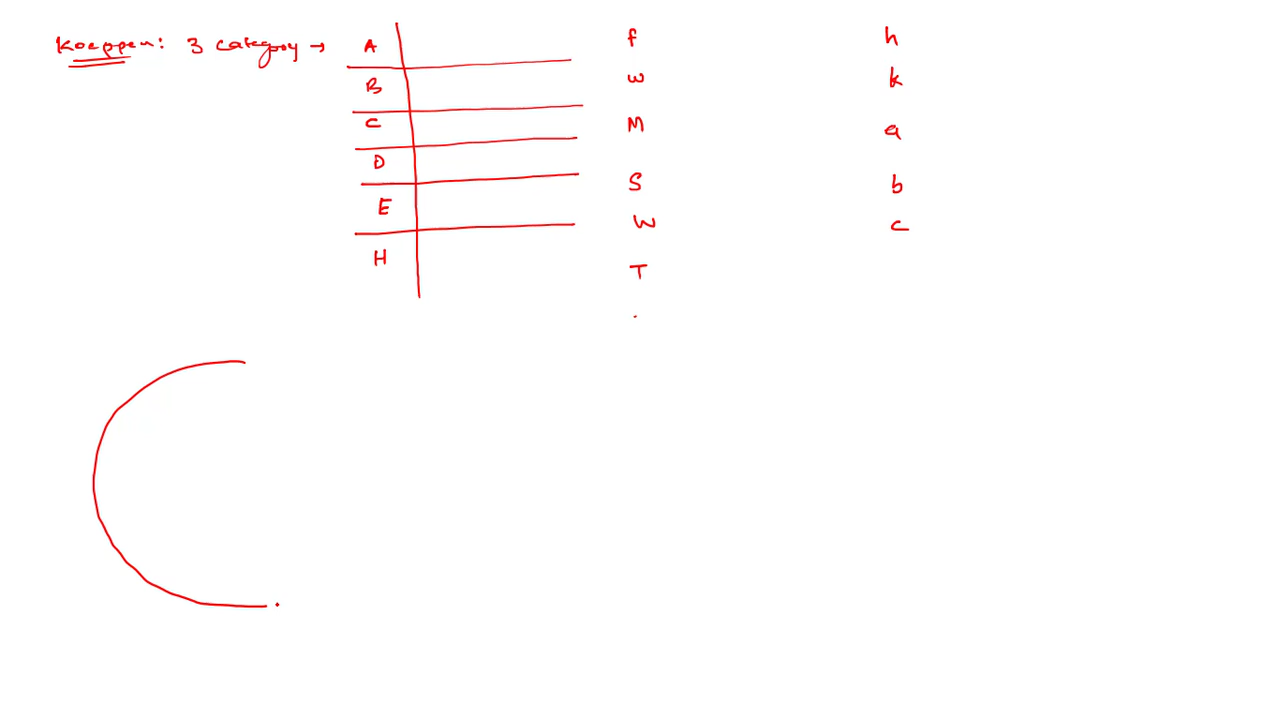 Koeppen: 3 category → A f h
B w k
C M a
D S b
E W c
H T